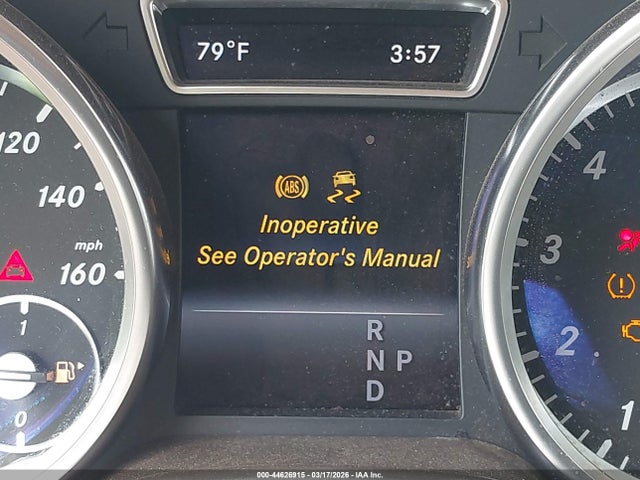 79°F 3:57
120
140
mph
160
1
0
ABS
Inoperative
See Operator's Manual
R
N P
D
4
3
2
1
000-44626915 - 03/17/2026 - IAA Inc.